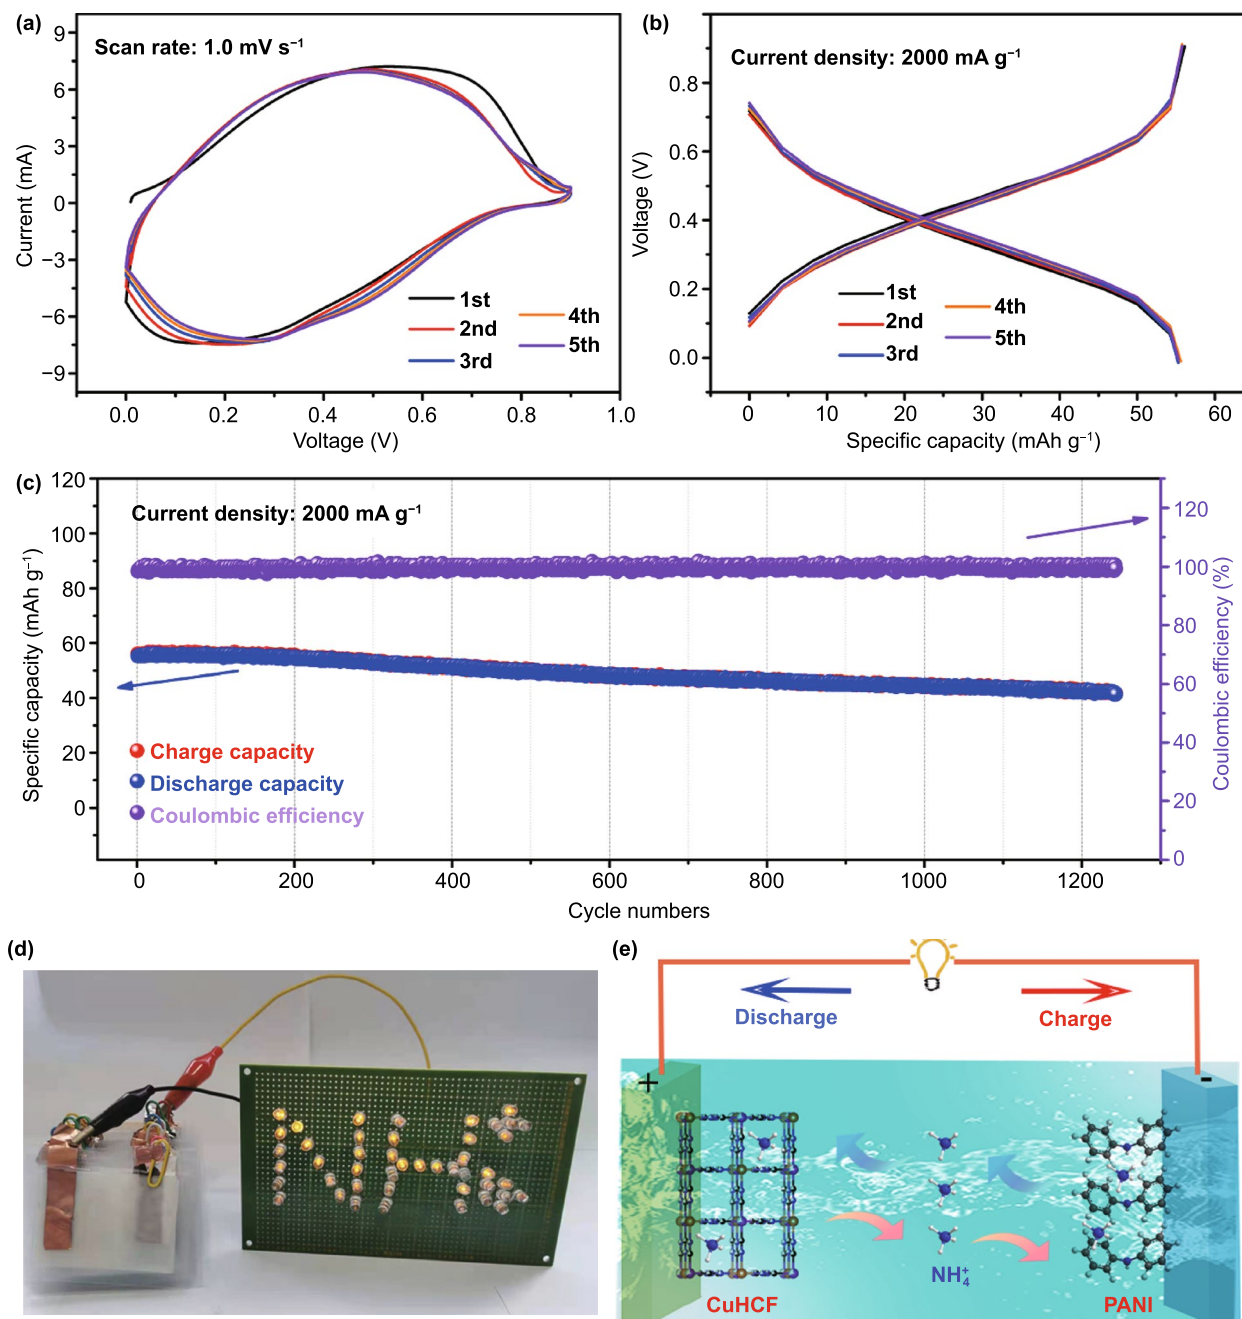 (a)
Scan rate: 1.0 mV s⁻¹
Current (mA)
9
6
3
0
−3
−6
−9
1st
2nd
3rd
4th
5th
0.0 0.2 0.4 0.6 0.8 1.0
Voltage (V)
(b)
Current density: 2000 mA g⁻¹
Voltage (V)
0.8
0.6
0.4
0.2
0.0
1st
2nd
3rd
4th
5th
0 10 20 30 40 50 60
Specific capacity (mAh g⁻¹)
(c)
Current density: 2000 mA g⁻¹
Specific capacity (mAh g⁻¹)
120
100
80
60
40
20
0
Charge capacity
Discharge capacity
Coulombic efficiency
120
100
80
60
40
20
0
Coulombic efficiency (%)
0 200 400 600 800 1000 1200
Cycle numbers
(d)
NH₄⁺
(e)
Discharge
Charge
+
-
NH₄⁺
CuHCF
PANI